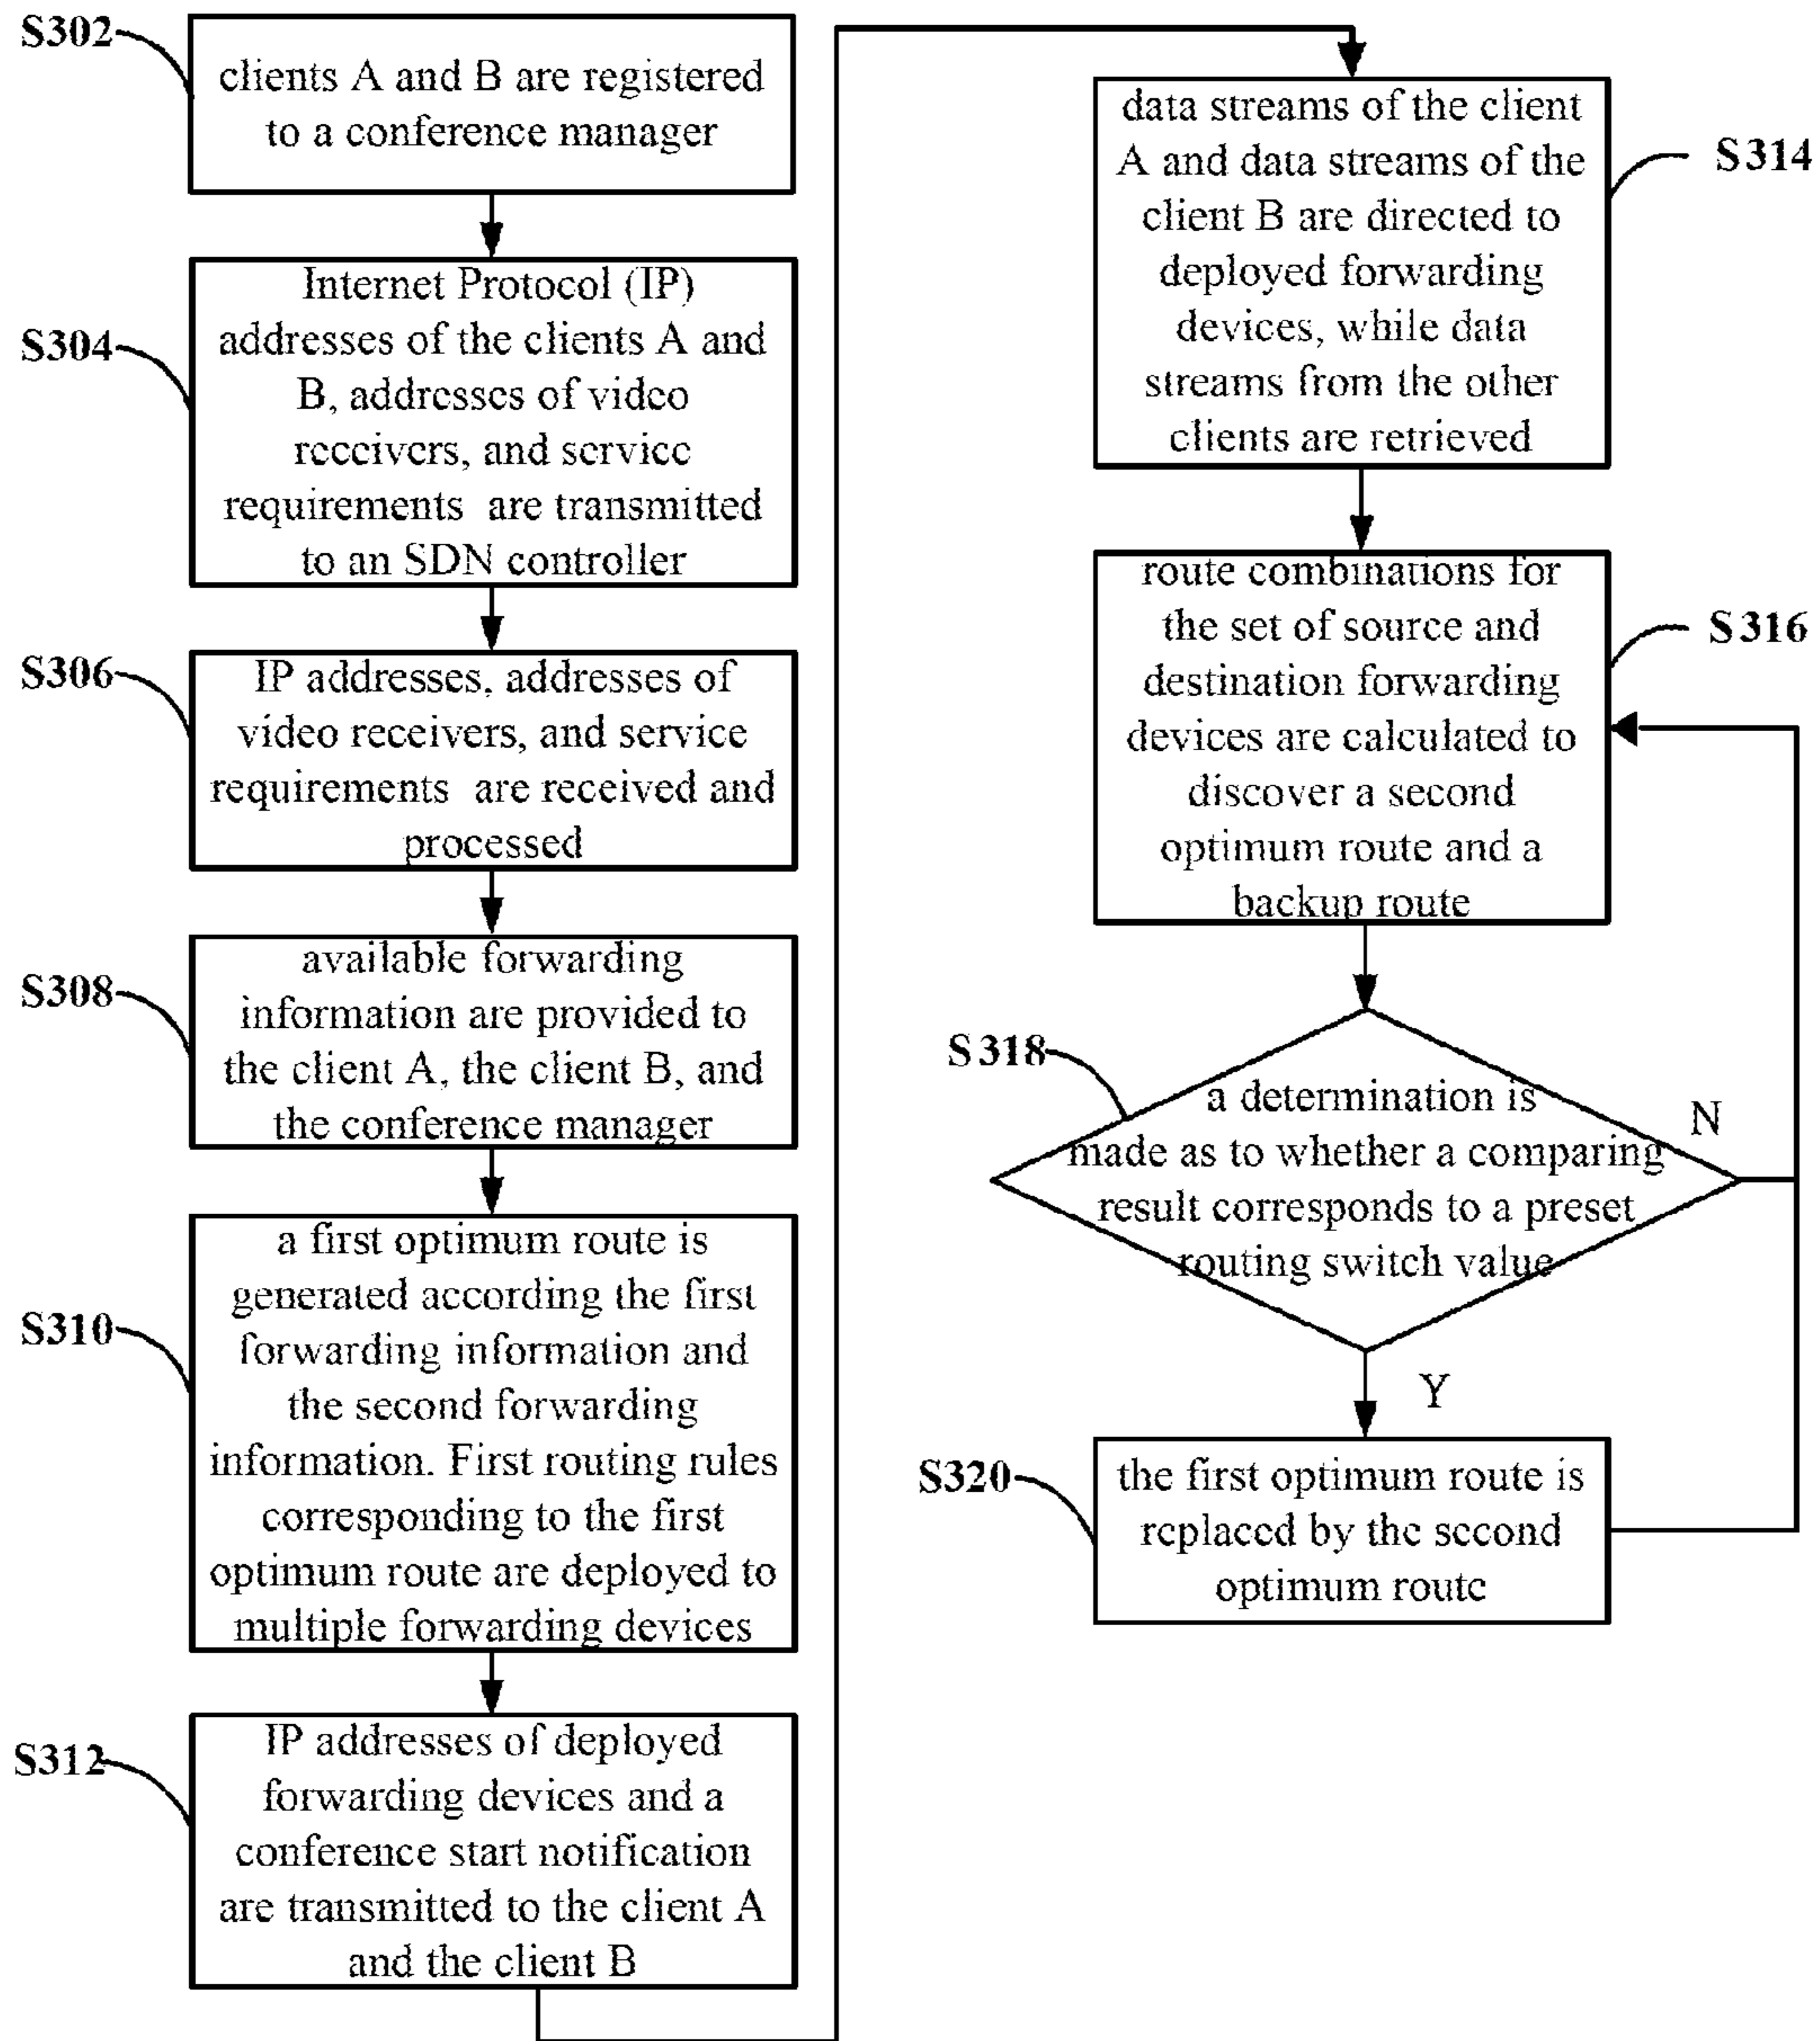 S302
clients A and B are registered
to a conference manager
S304
Internet Protocol (IP)
addresses of the clients A and
B, addresses of video
receivers, and service
requirements are transmitted
to an SDN controller
S306
IP addresses, addresses of
video receivers, and service
requirements are received and
processed
S308
available forwarding
information are provided to
the client A, the client B, and
the conference manager
S310
a first optimum route is
generated according the first
forwarding information and
the second forwarding
information. First routing rules
corresponding to the first
optimum route are deployed to
multiple forwarding devices
S312
IP addresses of deployed
forwarding devices and a
conference start notification
are transmitted to the client A
and the client B
data streams of the client
A and data streams of the
client B are directed to
deployed forwarding
devices, while data
streams from the other
clients are retrieved
S314
route combinations for
the set of source and
destination forwarding
devices are calculated to
discover a second
optimum route and a
backup route
S316
S318
a determination is
made as to whether a comparing
result corresponds to a preset
routing switch value
N
Y
S320
the first optimum route is
replaced by the second
optimum route